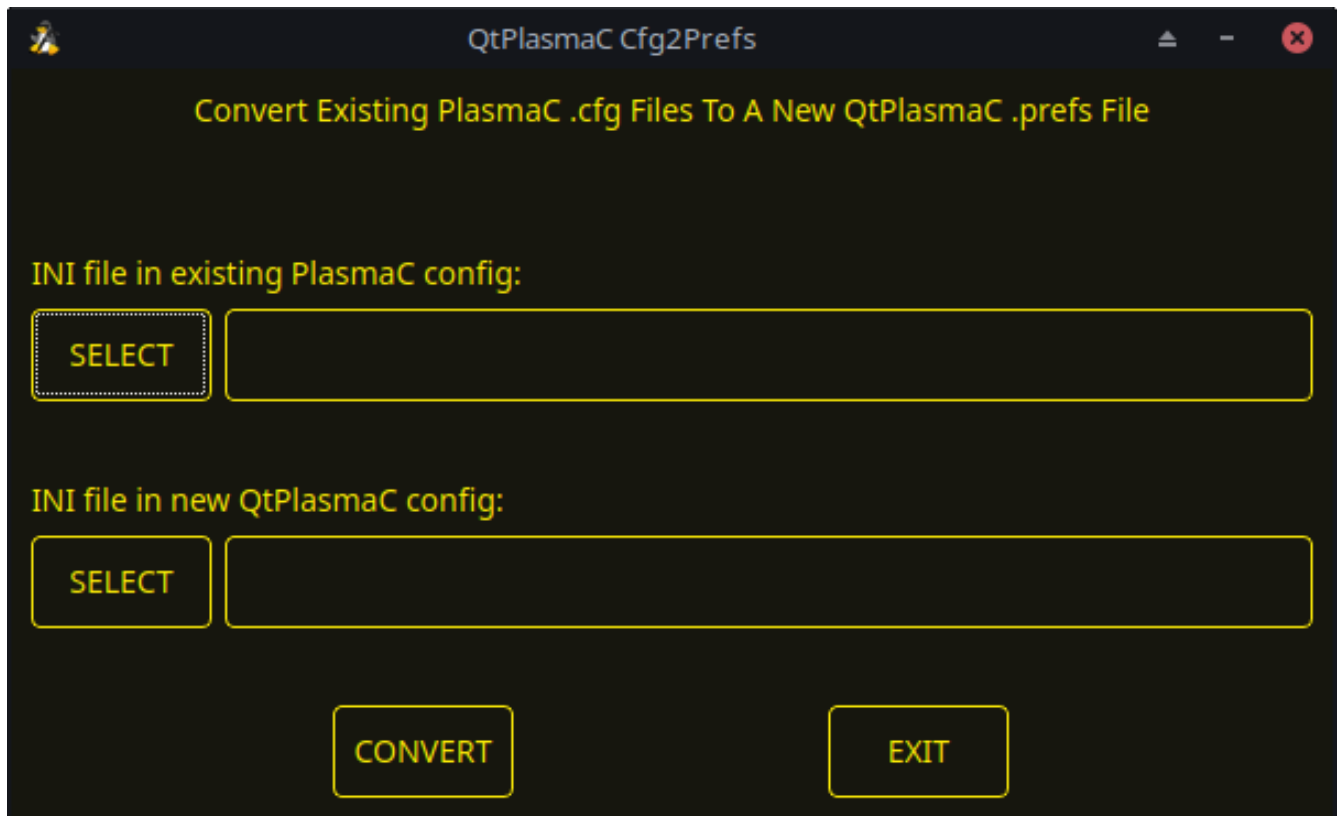 QtPlasmaC Cfg2Prefs
Convert Existing PlasmaC .cfg Files To A New QtPlasmaC .prefs File
INI file in existing PlasmaC config:
SELECT
INI file in new QtPlasmaC config:
SELECT
CONVERT EXIT